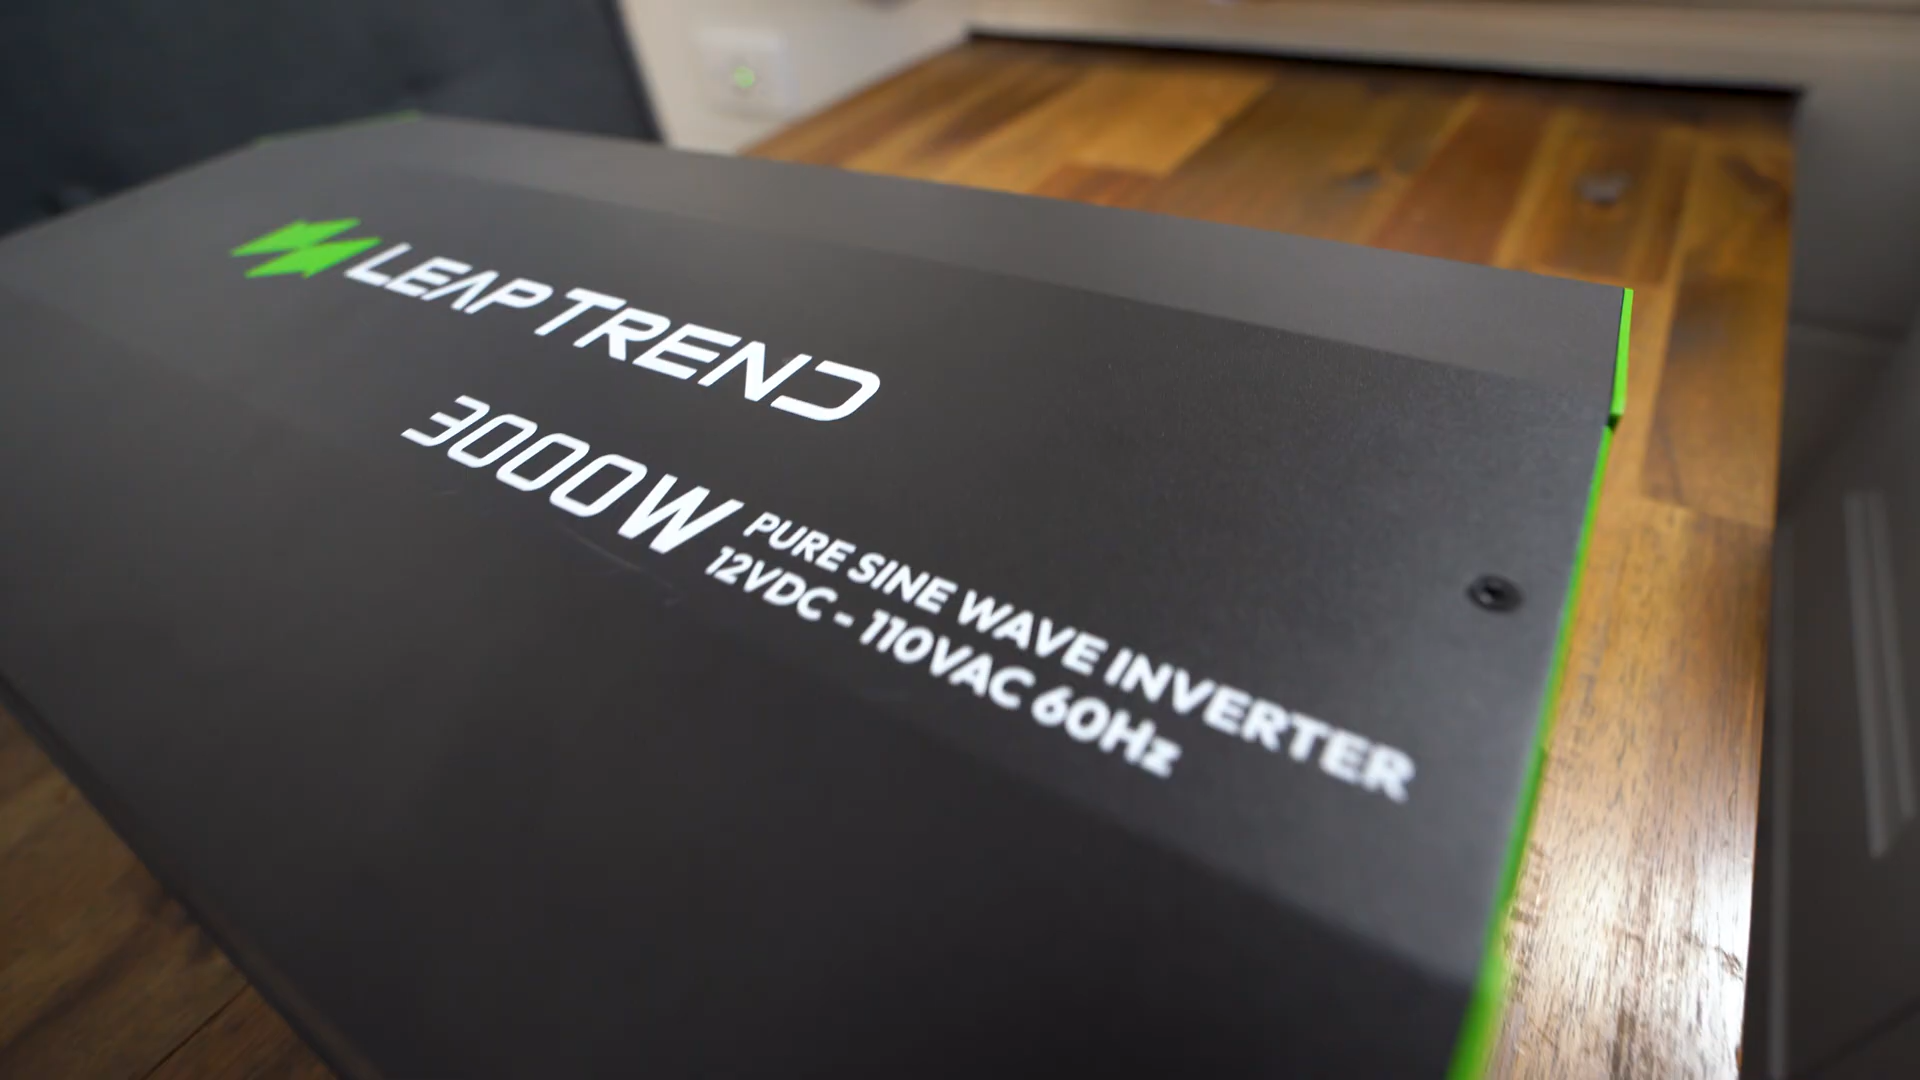 LEAPTREND
3000W PURE SINE WAVE INVERTER
12VDC - 110VAC 60Hz